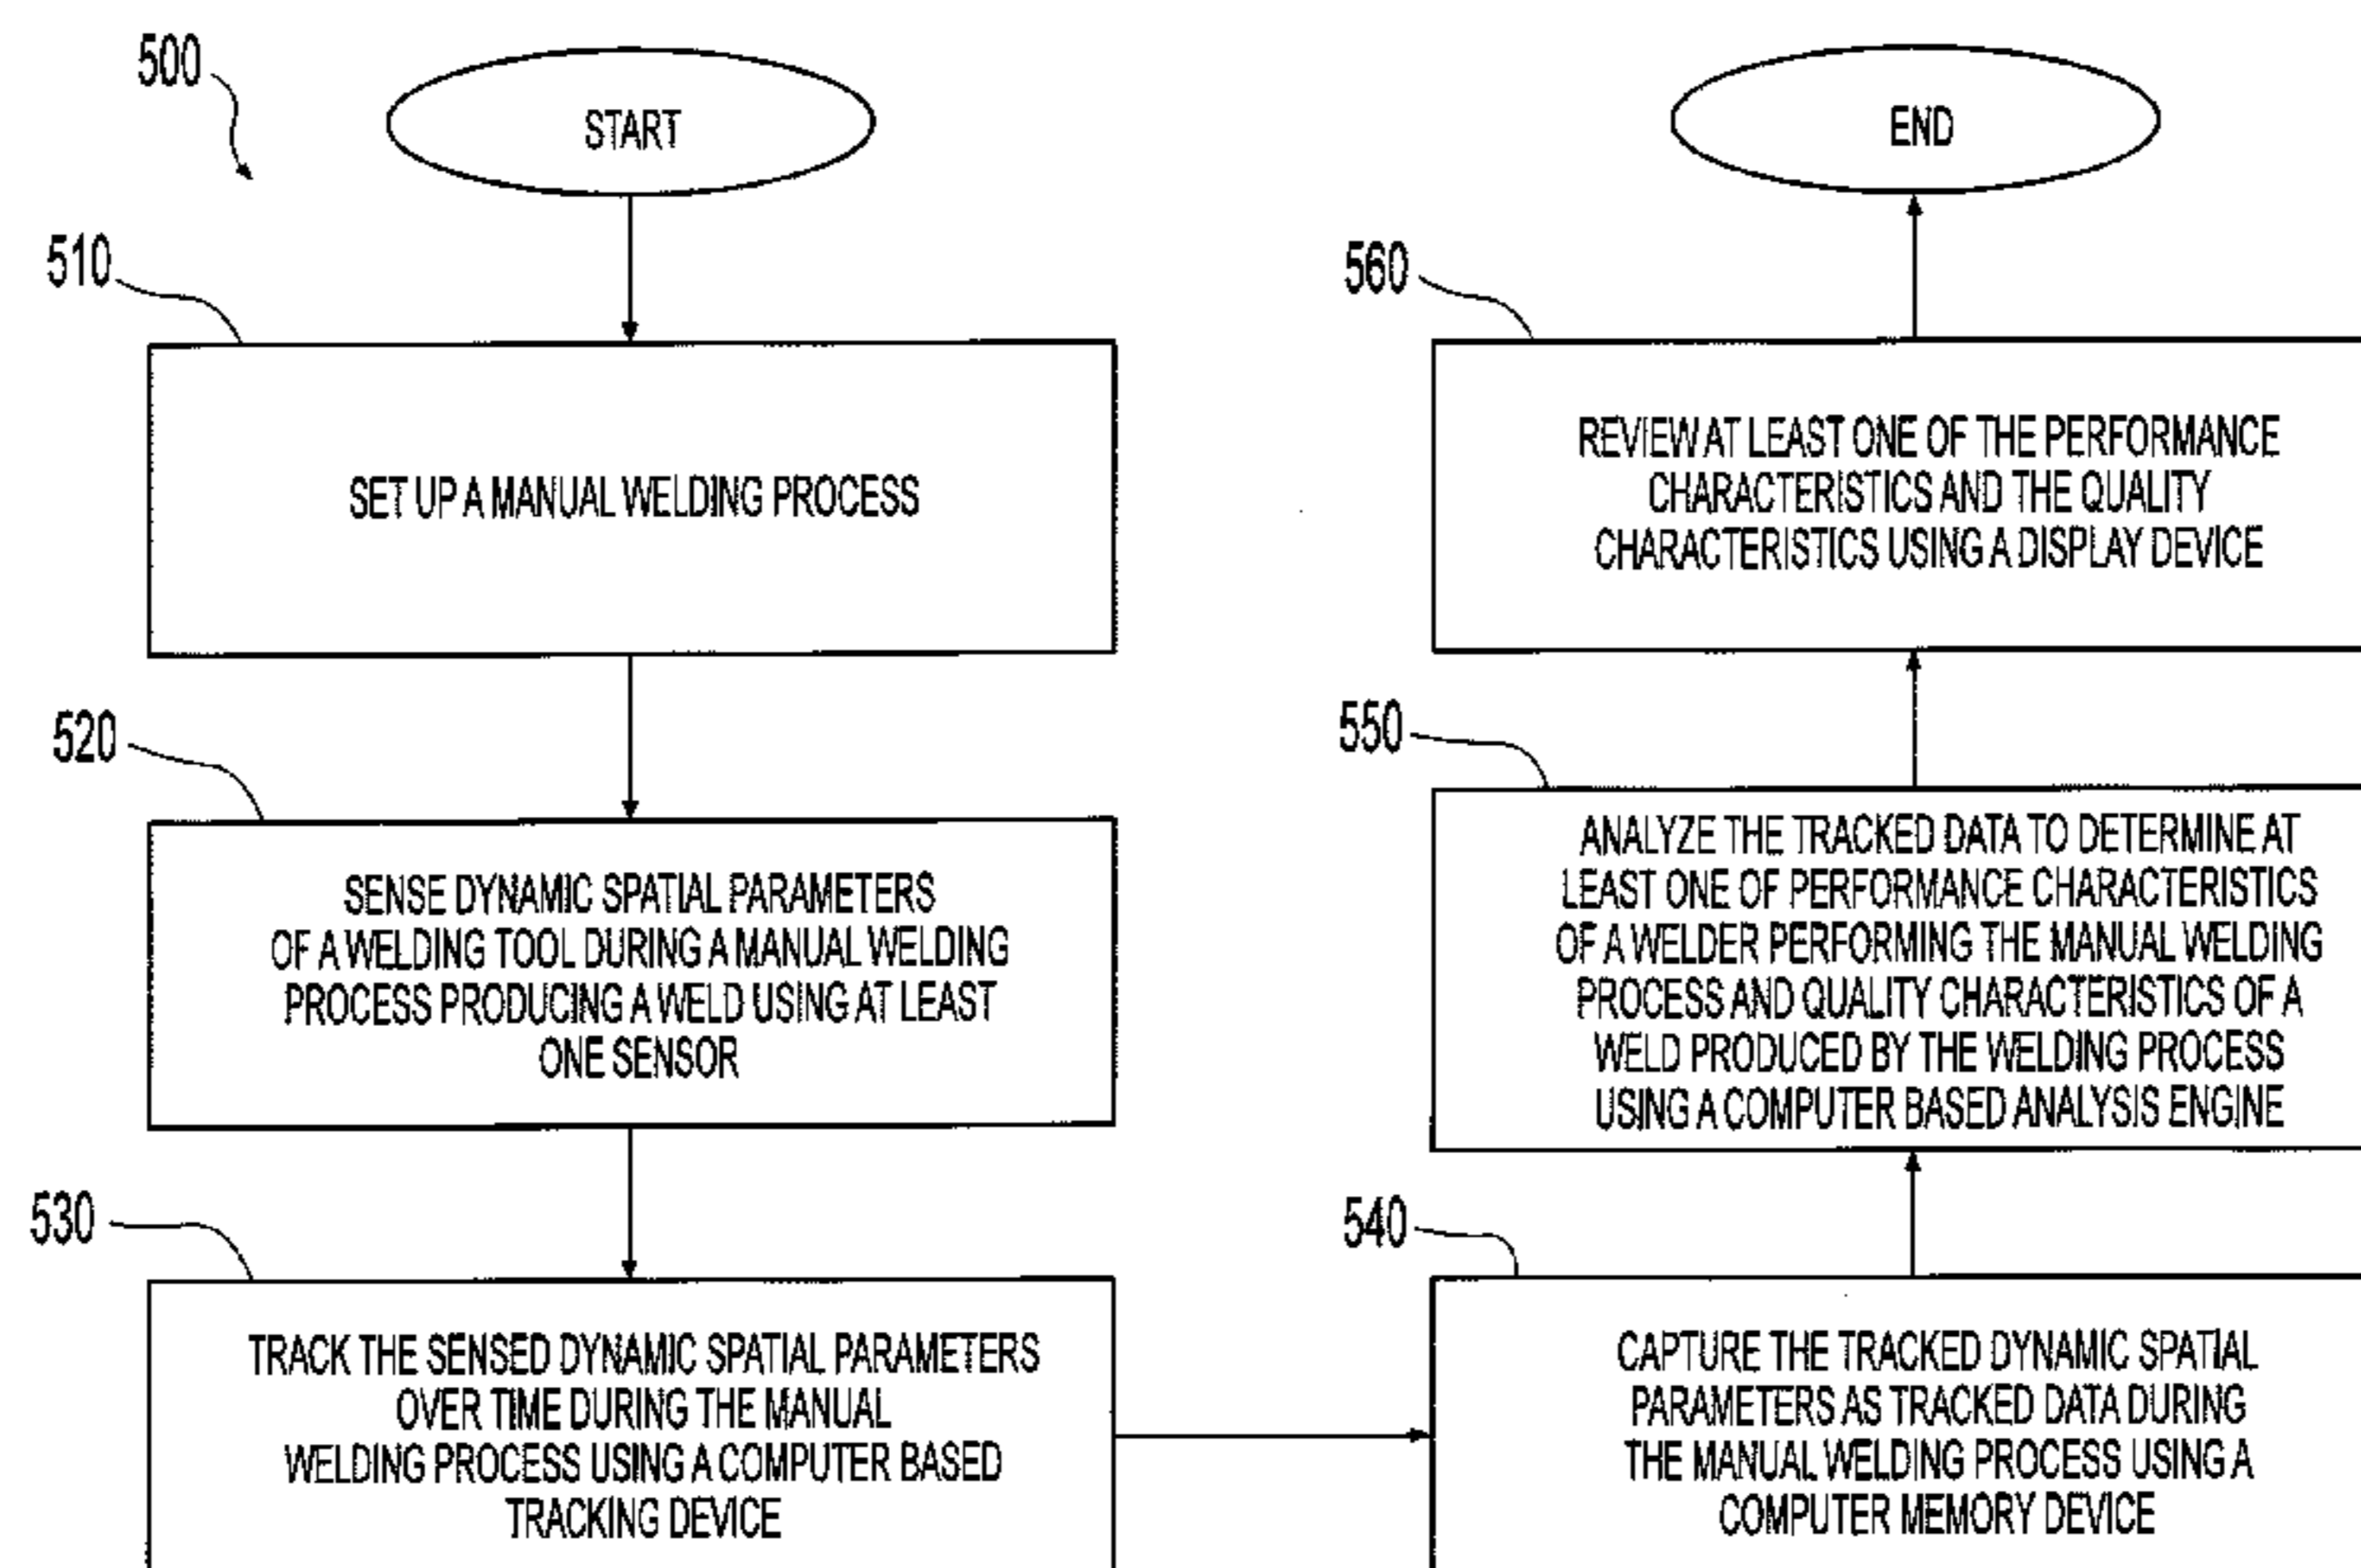 500
START
510
SET UP A MANUAL WELDING PROCESS
520
SENSE DYNAMIC SPATIAL PARAMETERS
OF A WELDING TOOL DURING A MANUAL WELDING
PROCESS PRODUCING A WELD USING AT LEAST
ONE SENSOR
530
TRACK THE SENSED DYNAMIC SPATIAL PARAMETERS
OVER TIME DURING THE MANUAL
WELDING PROCESS USING A COMPUTER BASED
TRACKING DEVICE
540
CAPTURE THE TRACKED DYNAMIC SPATIAL
PARAMETERS AS TRACKED DATA DURING
THE MANUAL WELDING PROCESS USING A
COMPUTER MEMORY DEVICE
550
ANALYZE THE TRACKED DATA TO DETERMINE AT
LEAST ONE OF PERFORMANCE CHARACTERISTICS
OF A WELDER PERFORMING THE MANUAL WELDING
PROCESS AND QUALITY CHARACTERISTICS OF A
WELD PRODUCED BY THE WELDING PROCESS
USING A COMPUTER BASED ANALYSIS ENGINE
560
REVIEW AT LEAST ONE OF THE PERFORMANCE
CHARACTERISTICS AND THE QUALITY
CHARACTERISTICS USING A DISPLAY DEVICE
END